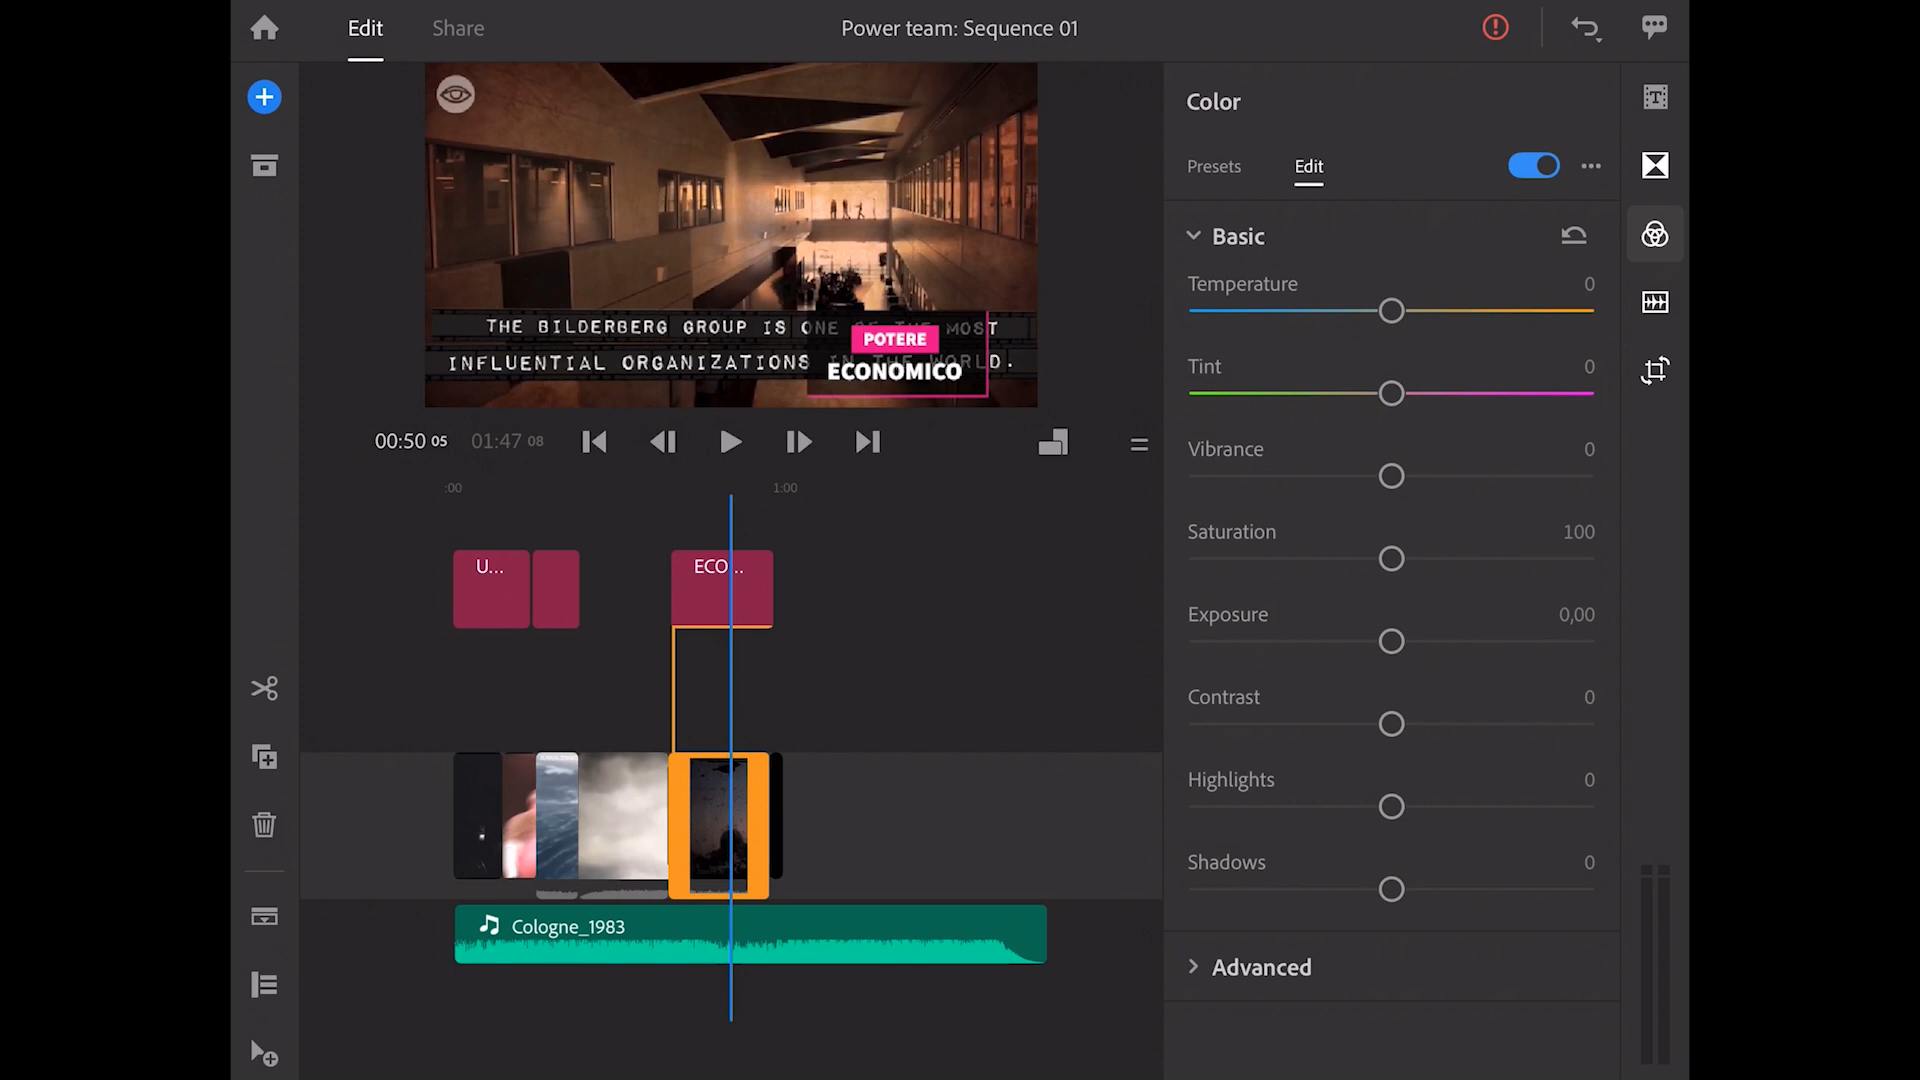 Edit
Share
Power team: Sequence 01
Color
Presets
Edit
Basic
Temperature
0
Tint
0
Vibrance
0
Saturation
100
Exposure
0,00
Contrast
0
Highlights
0
Shadows
0
Advanced
THE BILDERBERG GROUP IS ONE OF THE MOST
INFLUENTIAL ORGANIZATIONS IN THE WORLD.
POTERE
ECONOMICO
00:50 05
01:47 08
:00
1:00
U...
ECO...
Cologne_1983